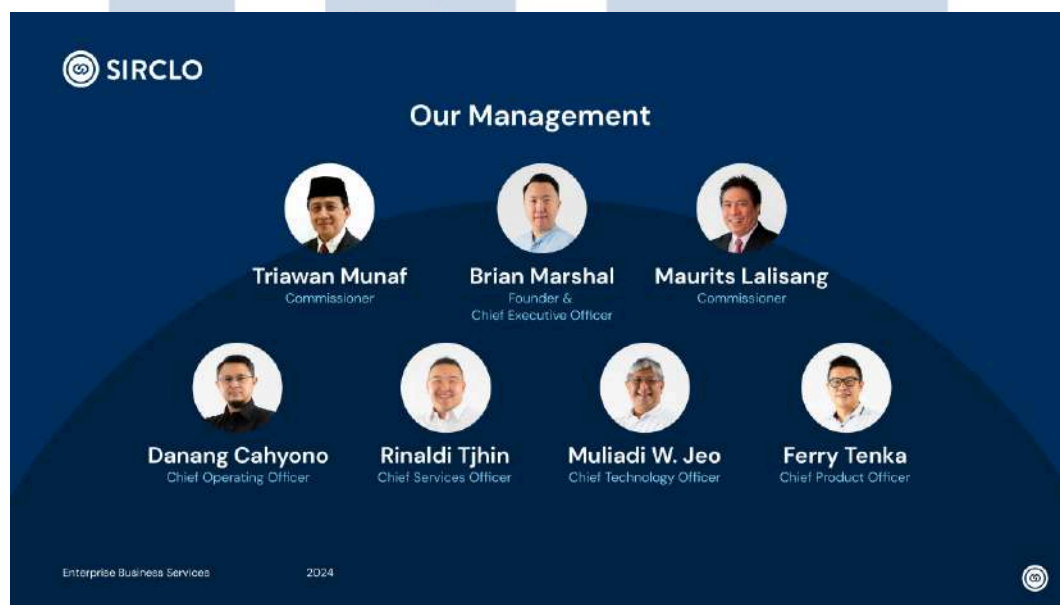 SIRCLO
Our Management
Triawan Munaf
Commissioner
Brian Marshal
Founder &
Chief Executive Officer
Maurits Lalisang
Commissioner
Danang Cahyono
Chief Operating Officer
Rinaldi Tjhin
Chief Services Officer
Muliadi W. Jeo
Chief Technology Officer
Ferry Tenka
Chief Product Officer
Enterprise Business Services
2024